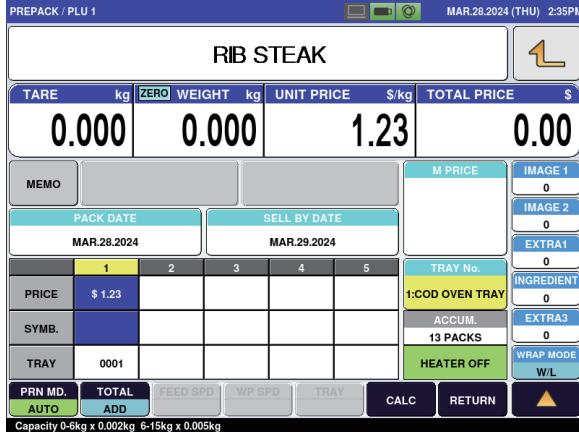 PREPACK / PLU 1 MAR.28.2024 (THU) 2:35PM
RIB STEAK
TARE kg ZERO WEIGHT kg UNIT PRICE $/kg TOTAL PRICE $
0.000 0.000 1.23 0.00
MEMO M PRICE IMAGE 1
0
IMAGE 2
0
PACK DATE SELL BY DATE
MAR.28.2024 MAR.29.2024
EXTRA1
0
1 2 3 4 5 TRAY No.
INGREDIENT
0
PRICE $ 1.23 1:COD OVEN TRAY
SYMB. ACCUM. EXTRA3
13 PACKS 0
TRAY 0001 HEATER OFF WRAP MODE
W/L
PRN MD. TOTAL FEED SPD WP SPD TRAY CALC RETURN
AUTO ADD
Capacity 0-6kg x 0.002kg 6-15kg x 0.005kg